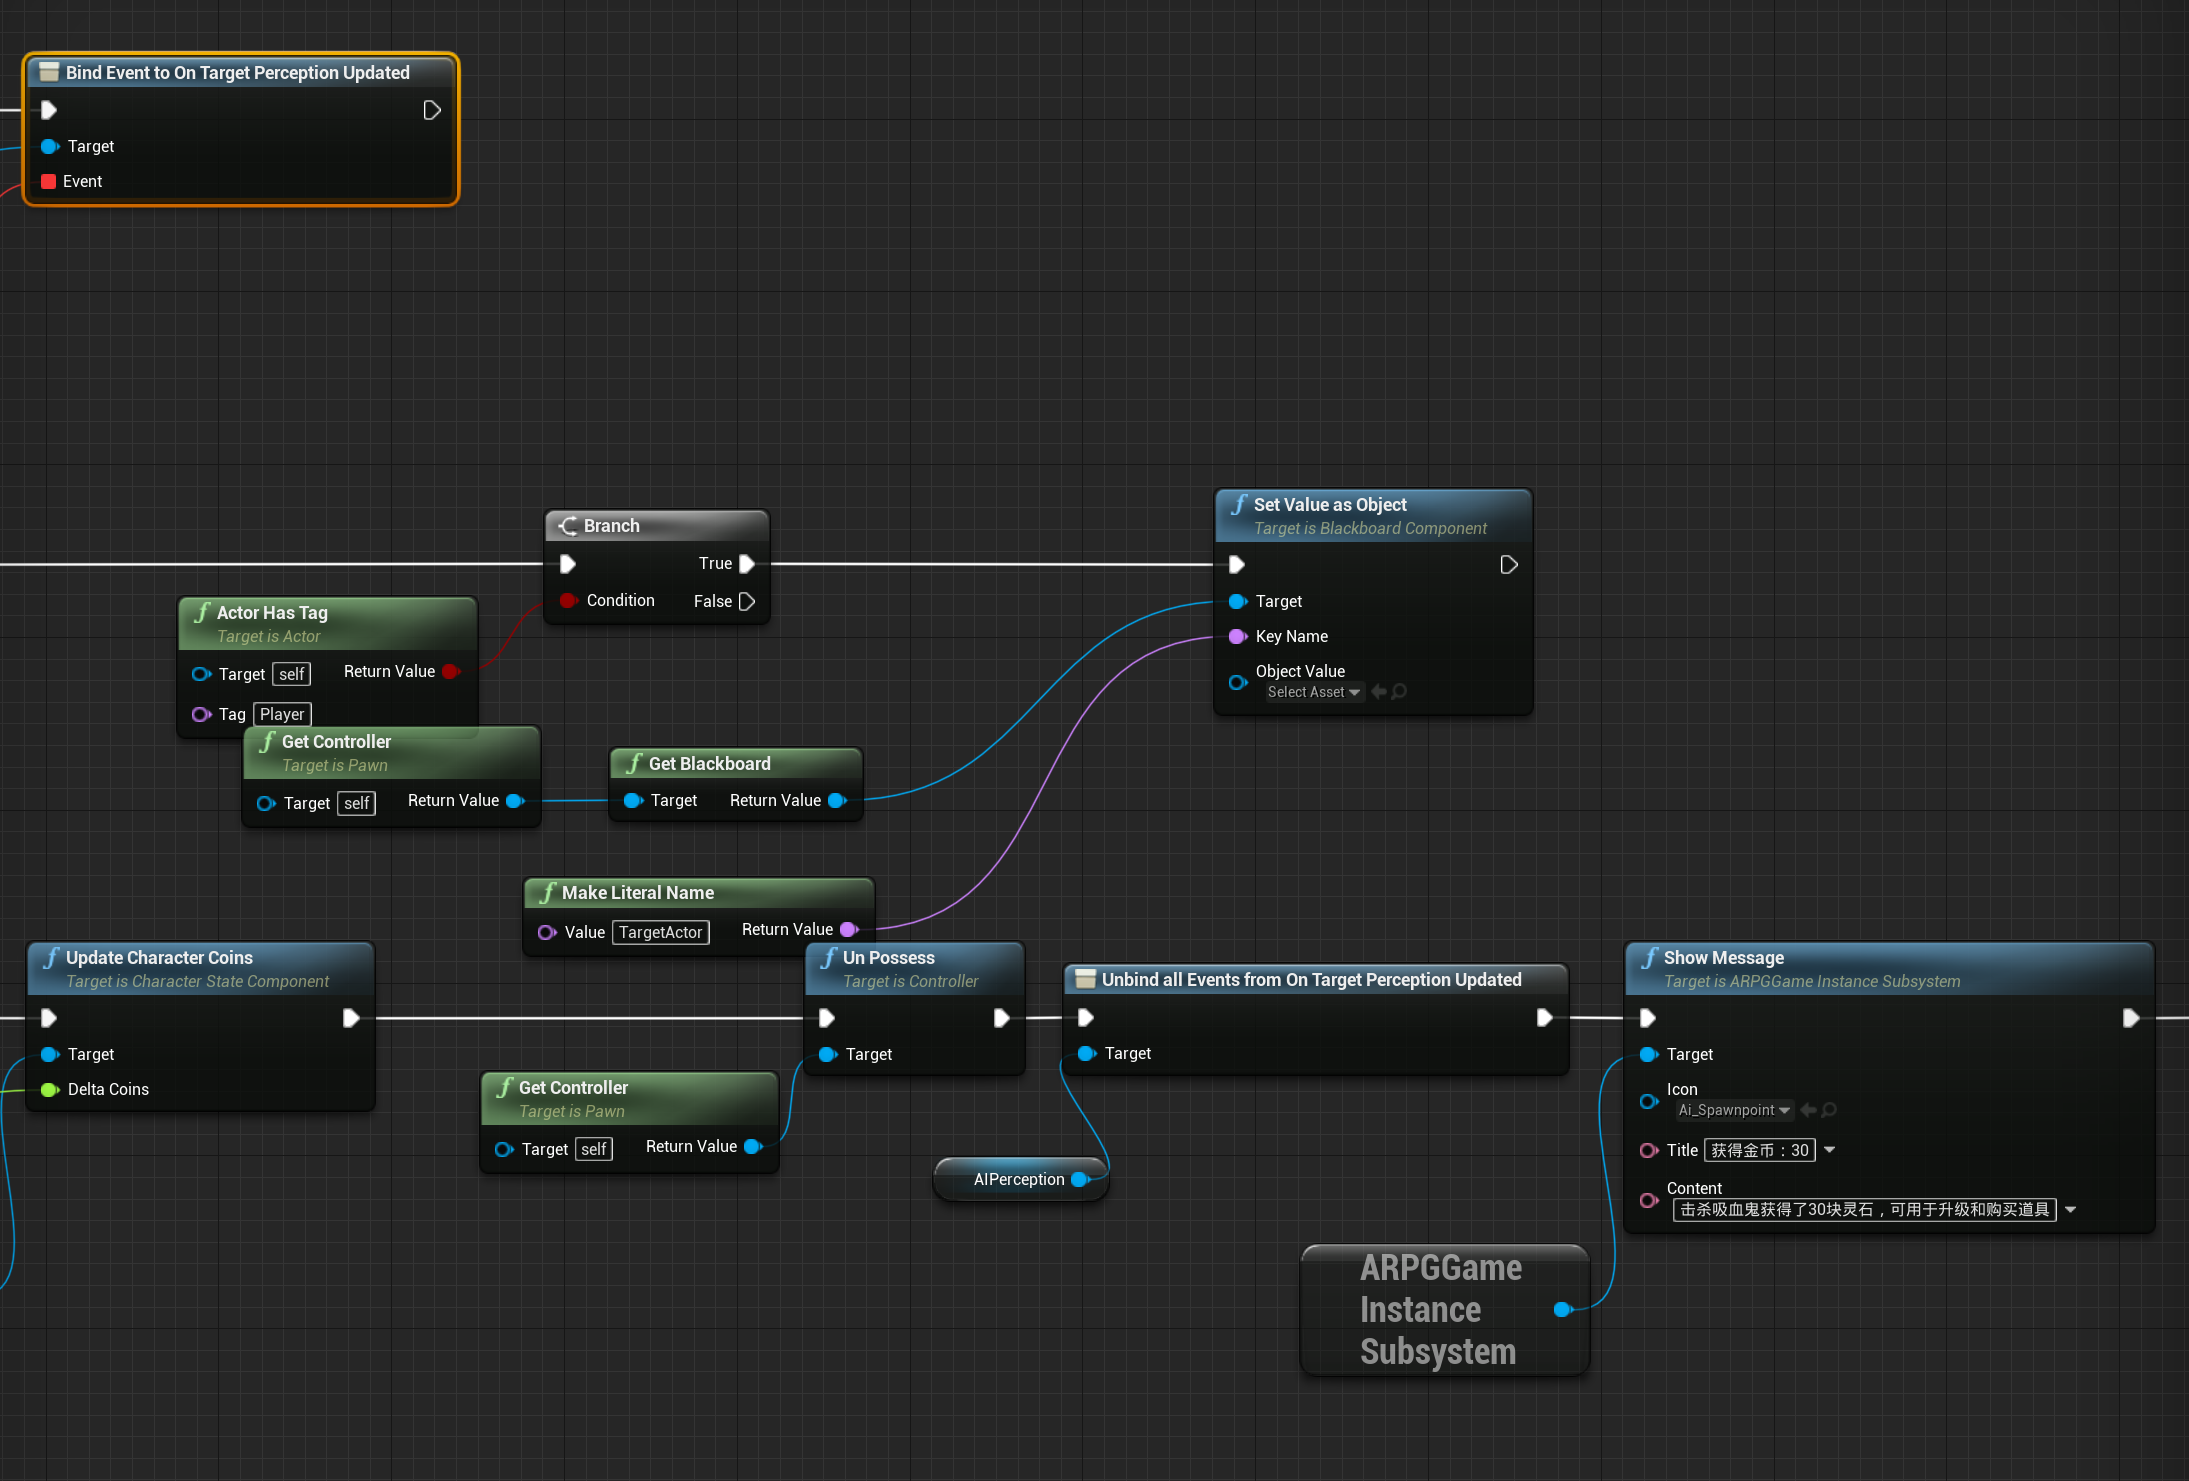 Bind Event to On Target Perception Updated
Target
Event
Branch
True
Condition
False
Set Value as Object
Target is Blackboard Component
Target
Key Name
Object Value
Select Asset
Actor Has Tag
Target is Actor
Target self
Return Value
Tag Player
Get Controller
Target is Pawn
Target self
Return Value
Get Blackboard
Target
Return Value
Make Literal Name
Value TargetActor
Return Value
Update Character Coins
Target is Character State Component
Target
Delta Coins
Un Possess
Target is Controller
Target
Get Controller
Target is Pawn
Target self
Return Value
Unbind all Events from On Target Perception Updated
Target
AIPerception
Show Message
Target is ARPGGame Instance Subsystem
Target
Icon
Ai_Spawnpoint
Title 获得金币：30
Content
击杀吸血鬼获得了30块灵石，可用于升级和购买道具
ARPGGame
Instance
Subsystem